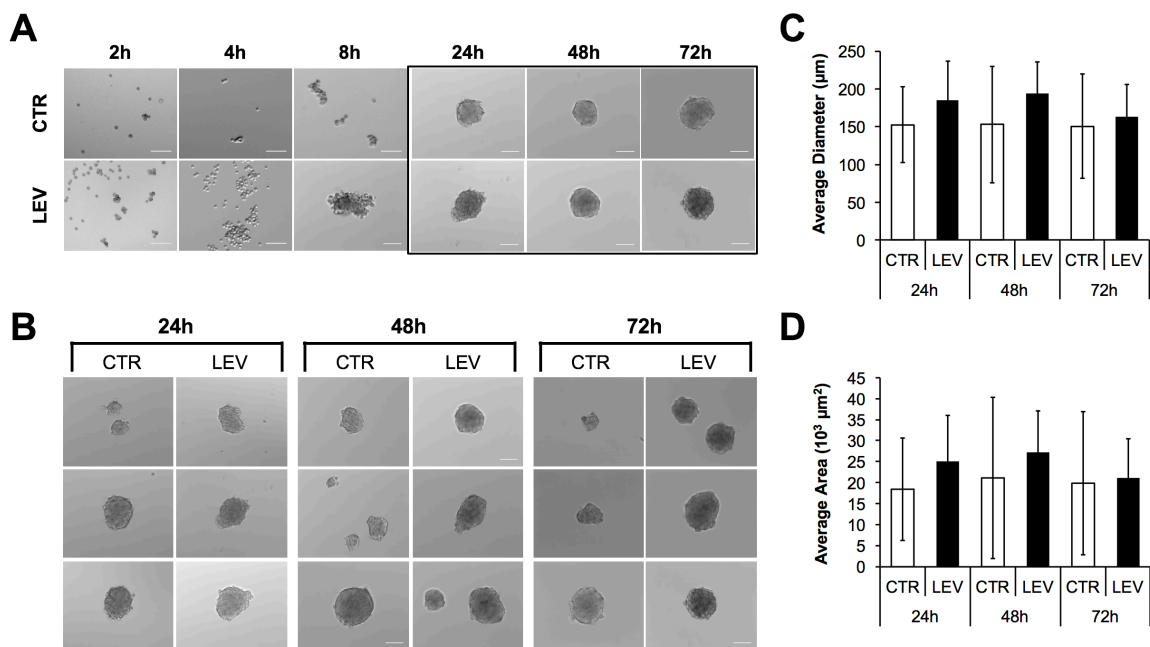 A
2h 4h 8h 24h 48h 72h
CTR
LEV
B
24h 48h 72h
CTR LEV CTR LEV CTR LEV
C
Average Diameter (μm)
250
200
150
100
50
0
CTR LEV CTR LEV CTR LEV
24h 48h 72h
D
Average Area (10³ μm²)
45
40
35
30
25
20
15
10
5
0
CTR LEV CTR LEV CTR LEV
24h 48h 72h